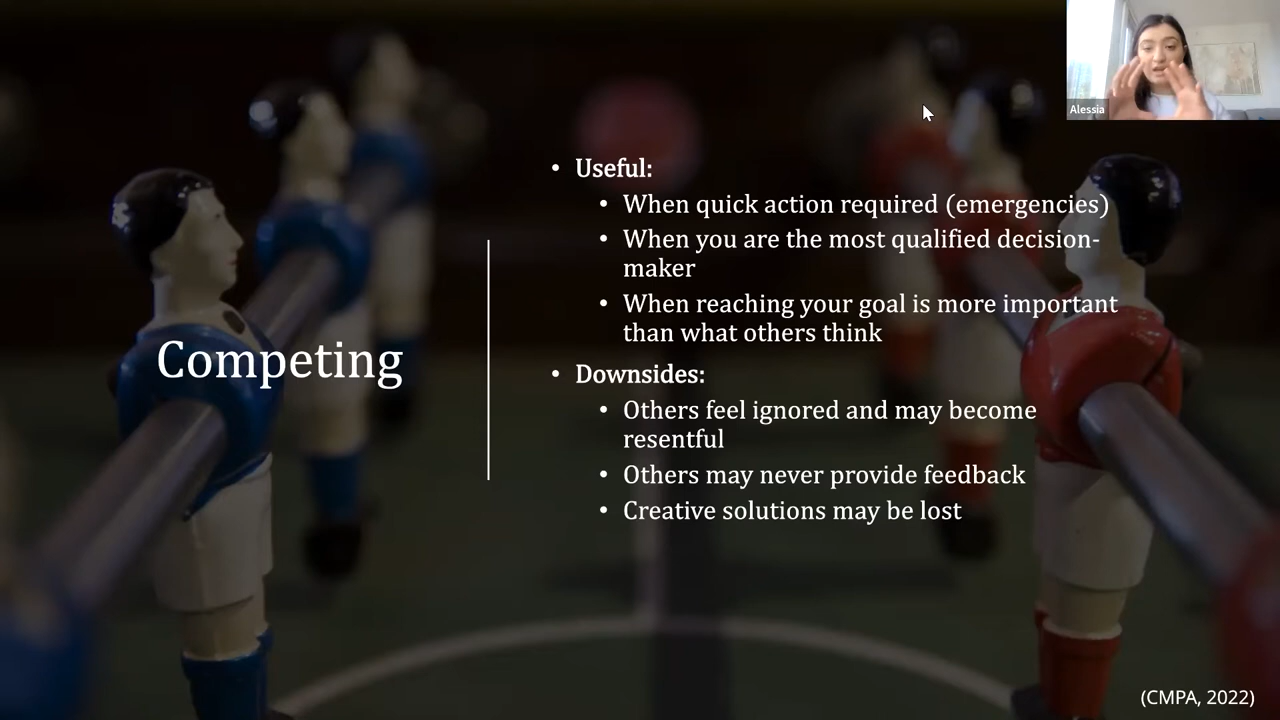 Alessia
• Useful:
• When quick action required (emergencies)
• When you are the most qualified decision-
maker
• When reaching your goal is more important
than what others think
Competing
• Downsides:
• Others feel ignored and may become
resentful
• Others may never provide feedback
• Creative solutions may be lost
(CMPA, 2022)